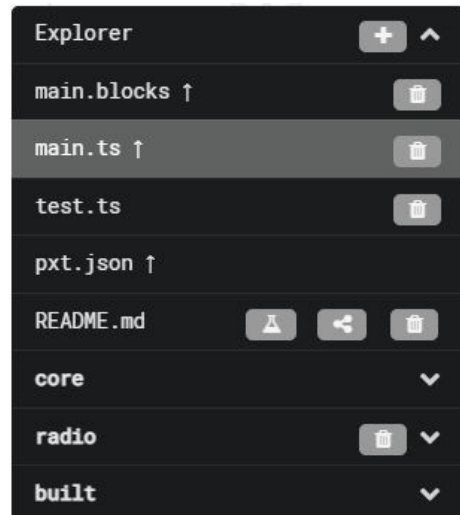 Explorer
main.blocks ↑
main.ts ↑
test.ts
pxt.json ↑
README.md
core
radio
built